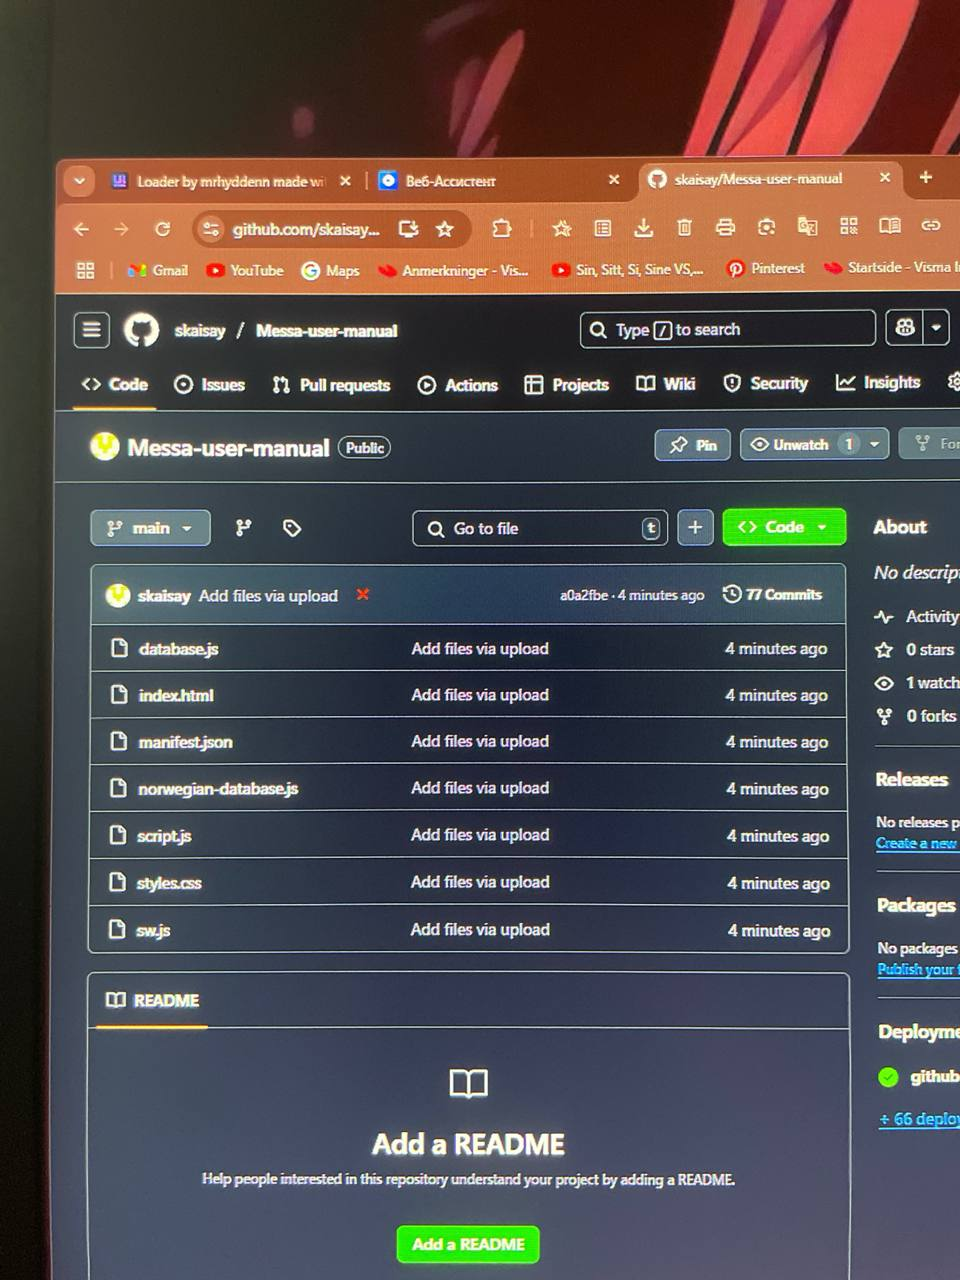 Loader by mrhyddenn made wi
Веб-Ассистент
skaisay/Messa-user-manual
github.com/skaisay...
Gmail
YouTube
Maps
Anmerkninger - Vis...
Sin, Sitt, Si, Sine VS,...
Pinterest
Startside - Visma I
skaisay / Messa-user-manual
Type / to search
Code
Issues
Pull requests
Actions
Projects
Wiki
Security
Insights
Messa-user-manual
Public
Pin
Unwatch 1
For
main
Go to file
t
Code
About
skaisay Add files via upload
a0a2fbe · 4 minutes ago
77 Commits
No descrip
database.js Add files via upload 4 minutes ago
index.html Add files via upload 4 minutes ago
manifest.json Add files via upload 4 minutes ago
norwegian-database.js Add files via upload 4 minutes ago
script.js Add files via upload 4 minutes ago
styles.css Add files via upload 4 minutes ago
sw.js Add files via upload 4 minutes ago
Activity
0 stars
1 watch
0 forks
Releases
No releases p
Create a new
Packages
No packages
Publish your f
Deployme
github
+ 66 deplo
README
Add a README
Help people interested in this repository understand your project by adding a README.
Add a README